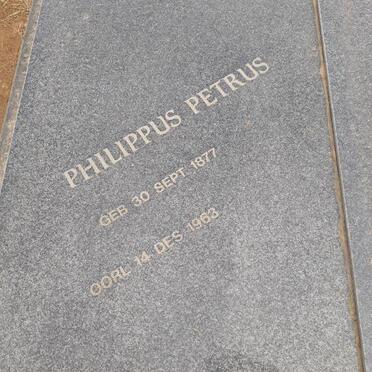 PHILIPPUS PETRUS
GEB 30 SEPT 1877
OORL 14 DES 1963